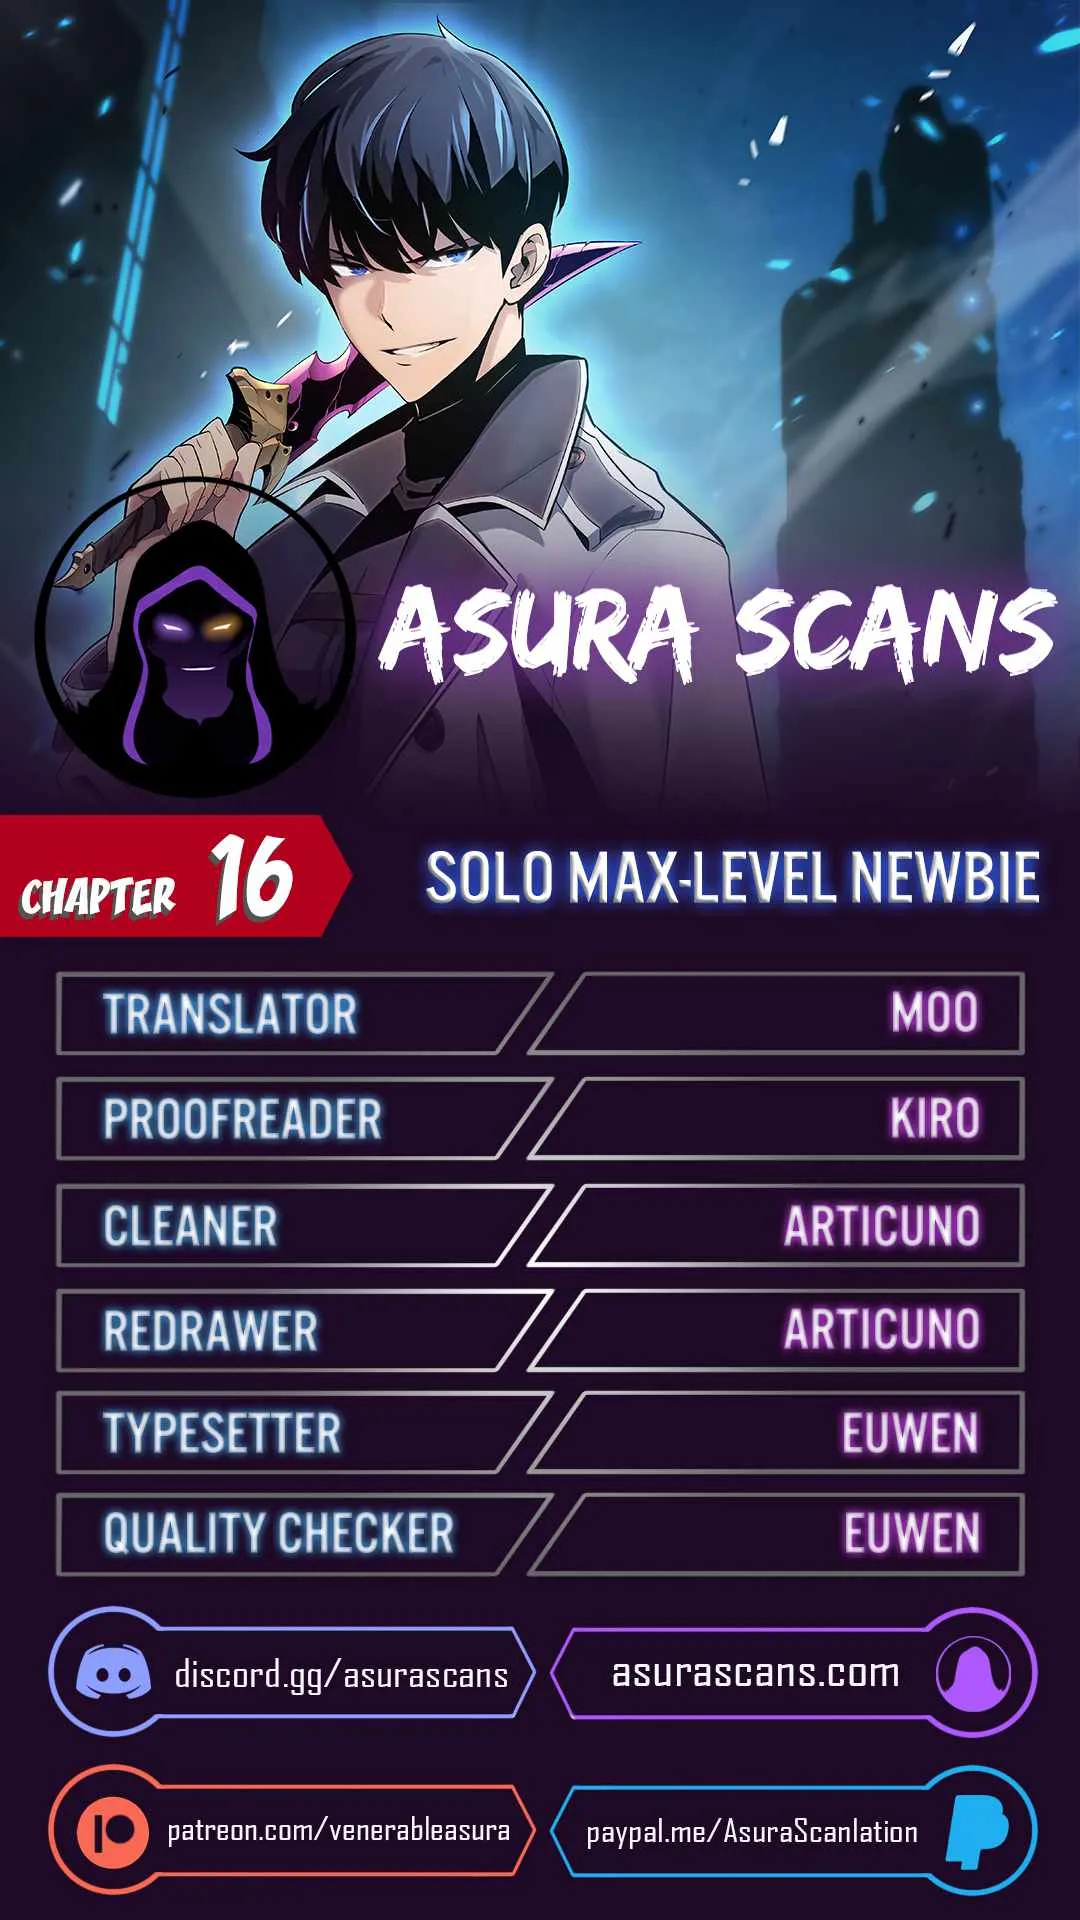 ASURA SCANS
CHAPTER 16
SOLO MAX-LEVEL NEWBIE
TRANSLATOR MOO
PROOFREADER KIRO
CLEANER ARTICUNO
REDRAWER ARTICUNO
TYPESETTER EUWEN
QUALITY CHECKER EUWEN
discord.gg/asurascans
asurascans.com
patreon.com/venerableasura
paypal.me/AsuraScanlation